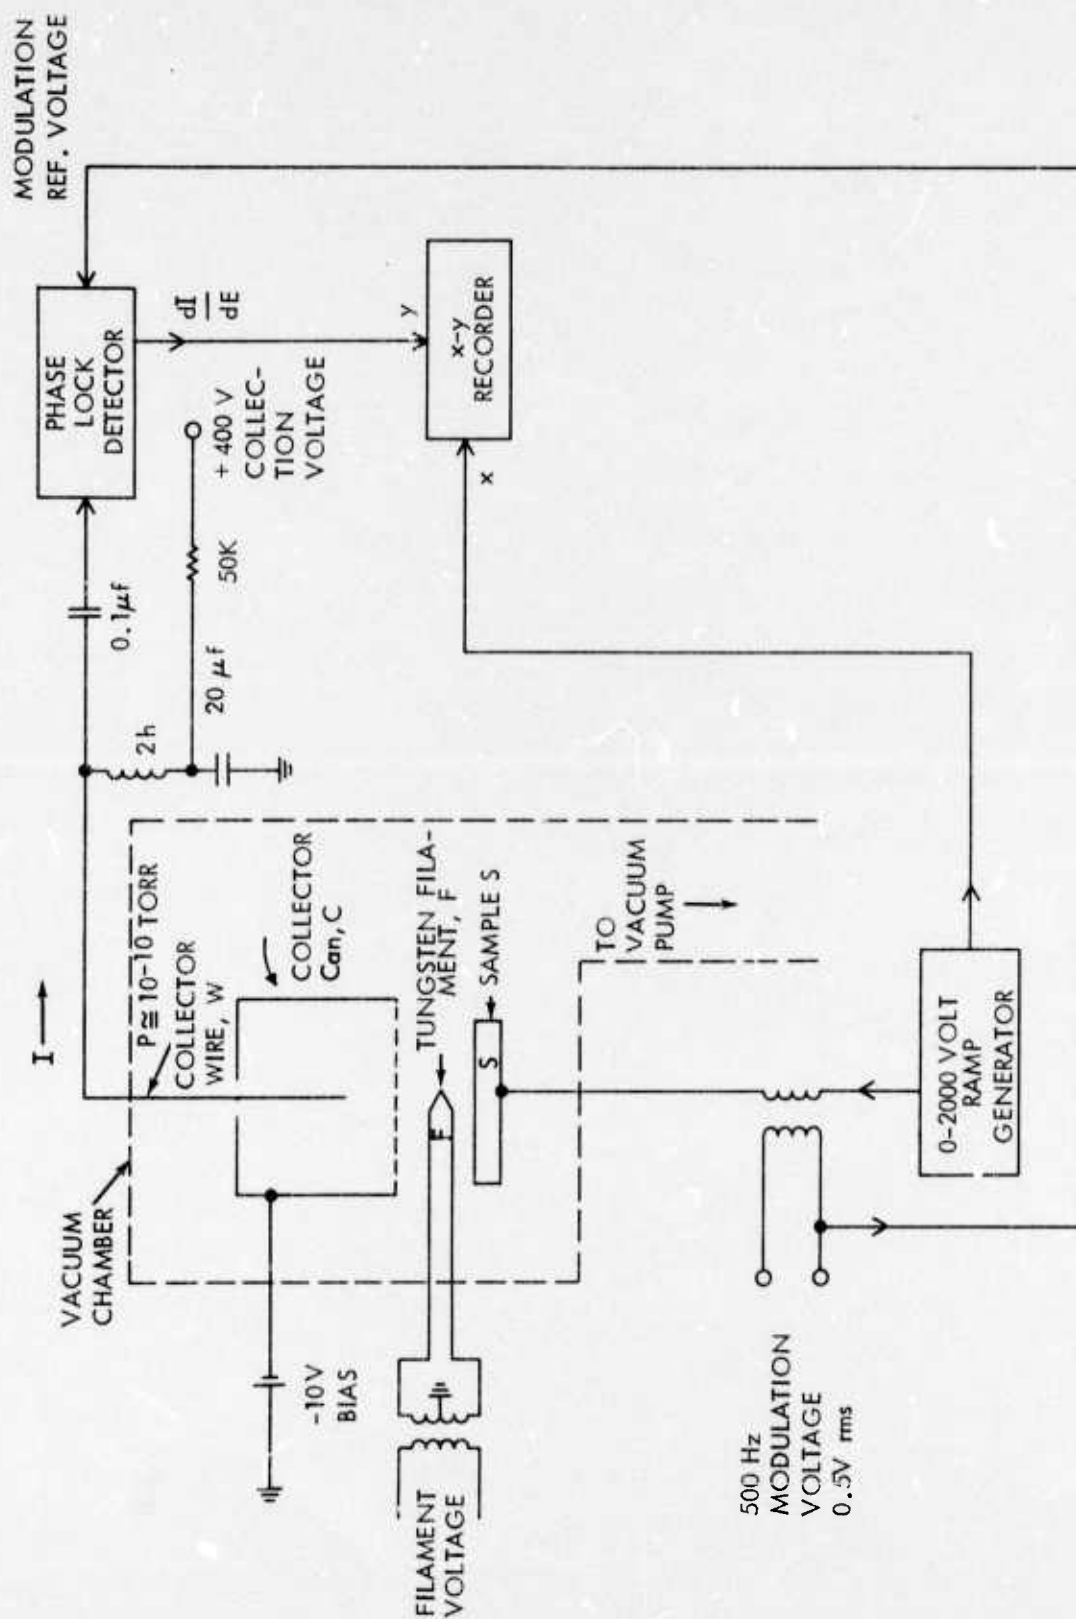 MODULATION
REF. VOLTAGE
PHASE
LOCK
DETECTOR
dI
dE
y
x-y
RECORDER
x
+400 V
COLLEC-
TION
VOLTAGE
50K
0.1μf
20 μf
2h
I
P≅10-10 TORR
COLLECTOR
WIRE, W
COLLECTOR
Can, C
TUNGSTEN FILA-
MENT, F
SAMPLE S
F
S
TO
VACUUM
PUMP
VACUUM
CHAMBER
-10V
BIAS
FILAMENT
VOLTAGE
500 Hz
MODULATION
VOLTAGE
0.5V rms
0-2000 VOLT
RAMP
GENERATOR